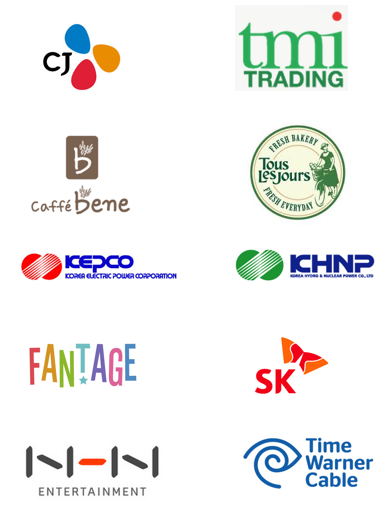 CJ
tmi
TRADING
b
Caffé bene
FRESH BAKERY
Tous
Les Jours
FRESH EVERYDAY
KEPCO
KOREA ELECTRIC POWER CORPORATION
KHNP
KOREA HYDRO & NUCLEAR POWER CO., LTD
FANTAGE
SK
NHN
ENTERTAINMENT
Time
Warner
Cable